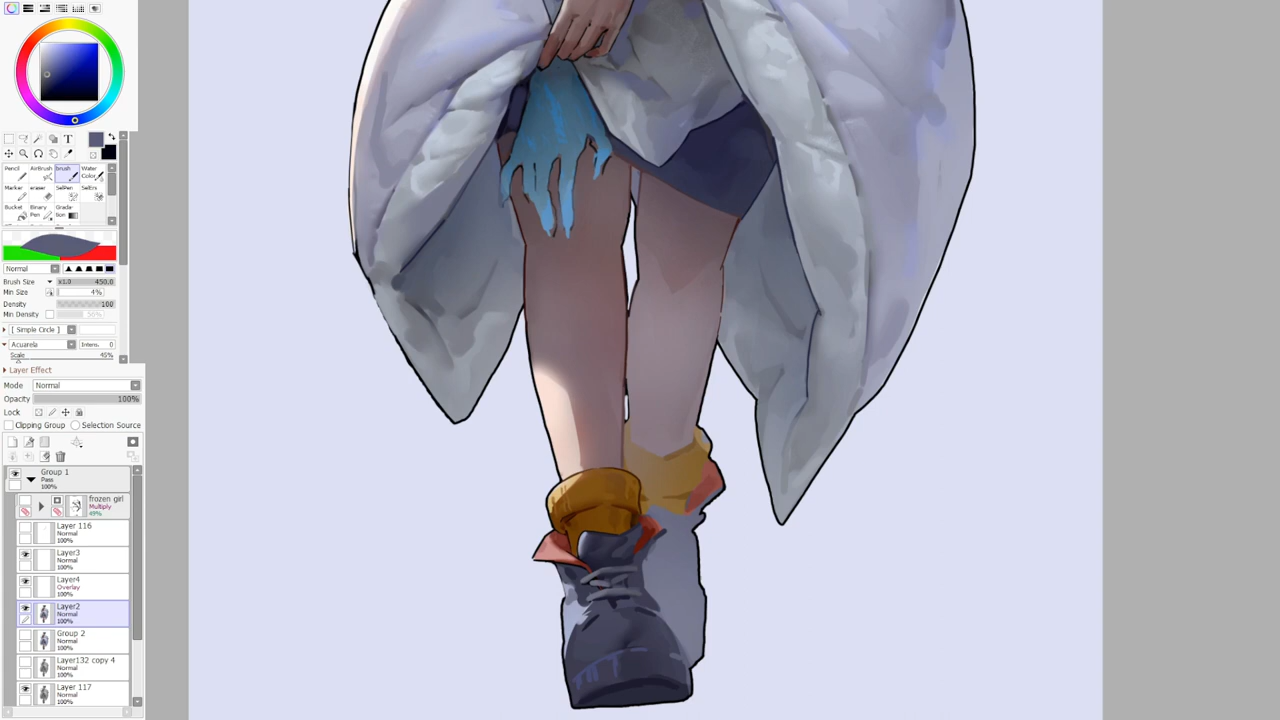 T
Pencil
AirBrush
brush
Water
Color
Marker
eraser
SelPen
SelErs
Bucket
Binary
Pen
Grada-
tion
Normal
Brush Size
x3.0
450.0
Min Size
4%
Density
100
Min Density
50%
[ Simple Circle ]
Acuarela
Intens.
0
Scale
45%
Layer Effect
Mode
Normal
Opacity
100%
Lock
Clipping Group
Selection Source
Group 1
Pass
100%
frozen girl
Multiply
49%
Layer 116
Normal
100%
Layer3
Normal
100%
Layer4
Overlay
100%
Layer2
Normal
100%
Group 2
Normal
100%
Layer132 copy 4
Normal
100%
Layer 117
Normal
100%